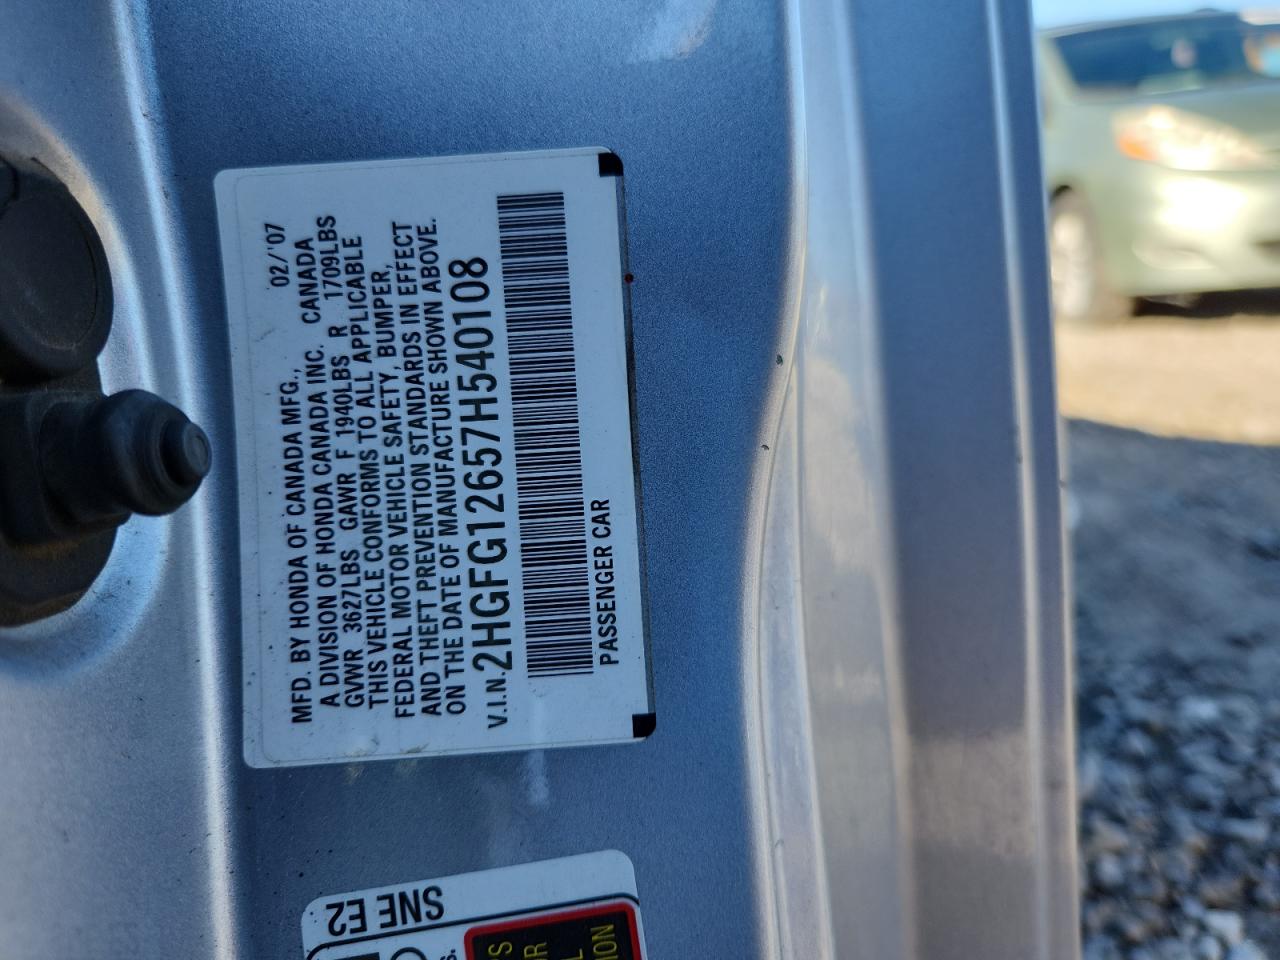 MFD. BY HONDA OF CANADA MFG., 02/'07
A DIVISION OF HONDA CANADA INC. CANADA
GVWR 3627LBS GAWR F 1940LBS R 1709LBS
THIS VEHICLE CONFORMS TO ALL APPLICABLE
FEDERAL MOTOR VEHICLE SAFETY, BUMPER,
AND THEFT PREVENTION STANDARDS IN EFFECT
ON THE DATE OF MANUFACTURE SHOWN ABOVE.
V.I.N. 2HGFG12657H540108
PASSENGER CAR
SNE E2